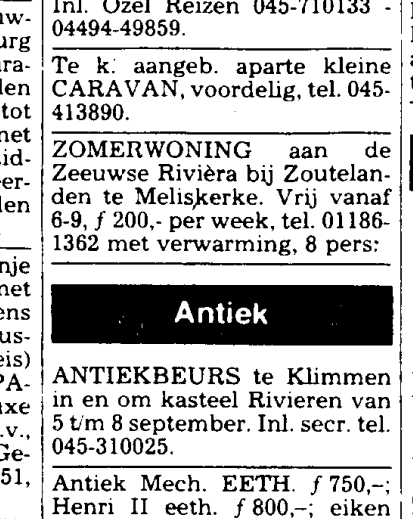 Inl. Özel Reizen 045-710133 -
04494-49859.
Te k. aangeb. aparte kleine
CARAVAN, voordelig, tel. 045-
413890.
ZOMERWONING aan de
Zeeuwse Rivièra bij Zoutelan-
den te Meliskerke. Vrij vanaf
6-9, ƒ 200,- per week, tel. 01186-
1362 met verwarming, 8 pers.
Antiek
ANTIEKBEURS te Klimmen
in en om kasteel Rivieren van
5 t/m 8 september. Inl. secr. tel.
045-310025.
Antiek Mech. EETH. ƒ 750,-;
Henri II eeth. ƒ 800,-; eiken